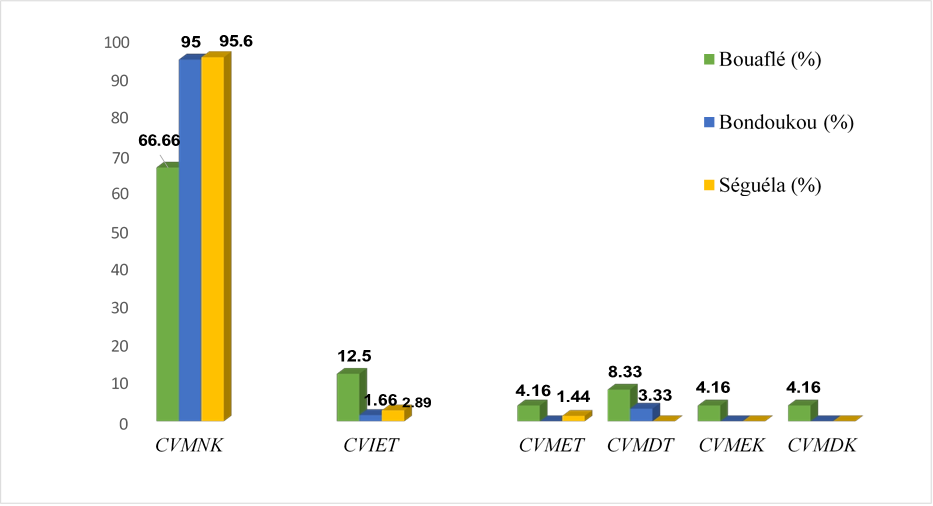 100
90
80
70
60
50
40
30
20
10
0
66.66
95
95.6
12.5
1.66
2.89
4.16
1.44
8.33
3.33
4.16
4.16
CVMNK
CVIET
CVMET
CVMDT
CVMEK
CVMDK
Bouaflé (%)
Bondoukou (%)
Séguéla (%)